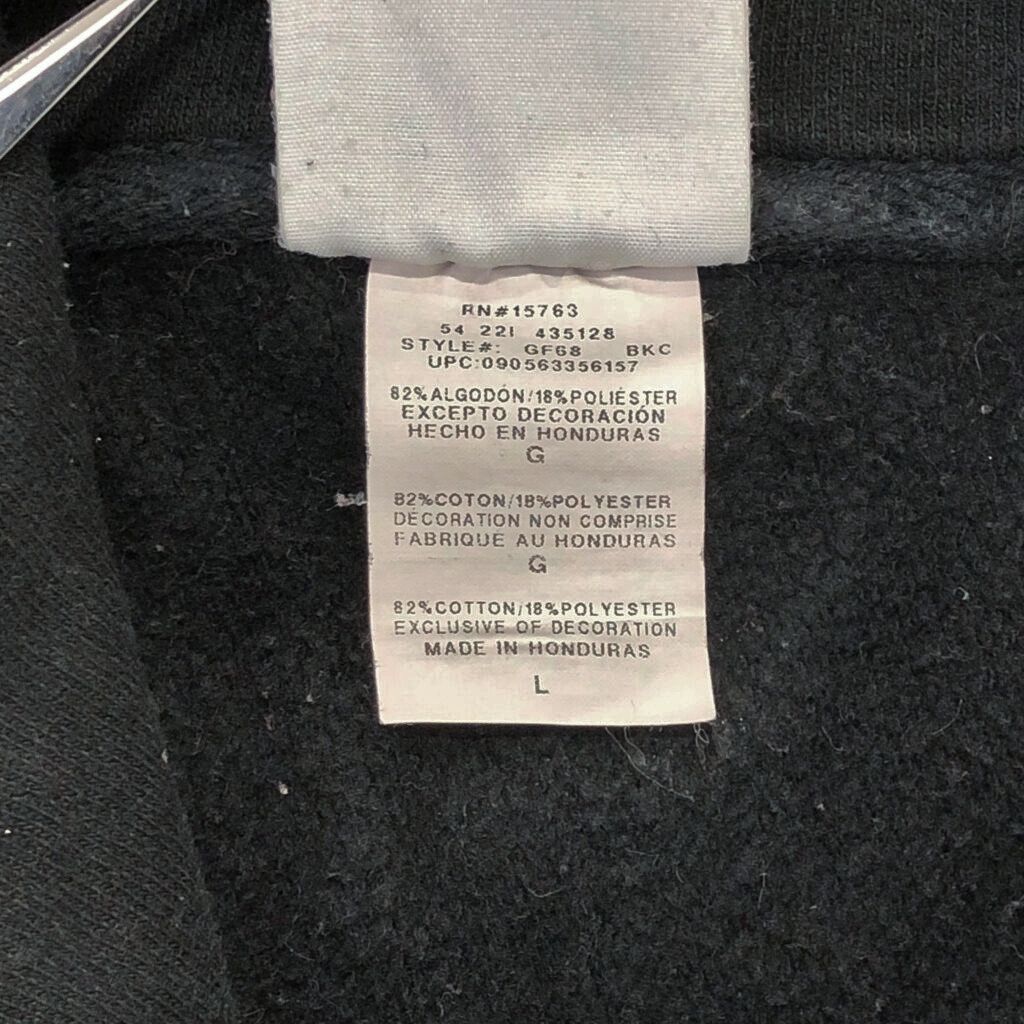 RN#15763
54 22I 435128
STYLE#: GF68 BKC
UPC:090563356157
82%ALGODÓN/18%POLIÉSTER
EXCEPTO DECORACIÓN
HECHO EN HONDURAS
G
82%COTON/18%POLYESTER
DÉCORATION NON COMPRISE
FABRIQUE AU HONDURAS
G
82%COTTON/18%POLYESTER
EXCLUSIVE OF DECORATION
MADE IN HONDURAS
L